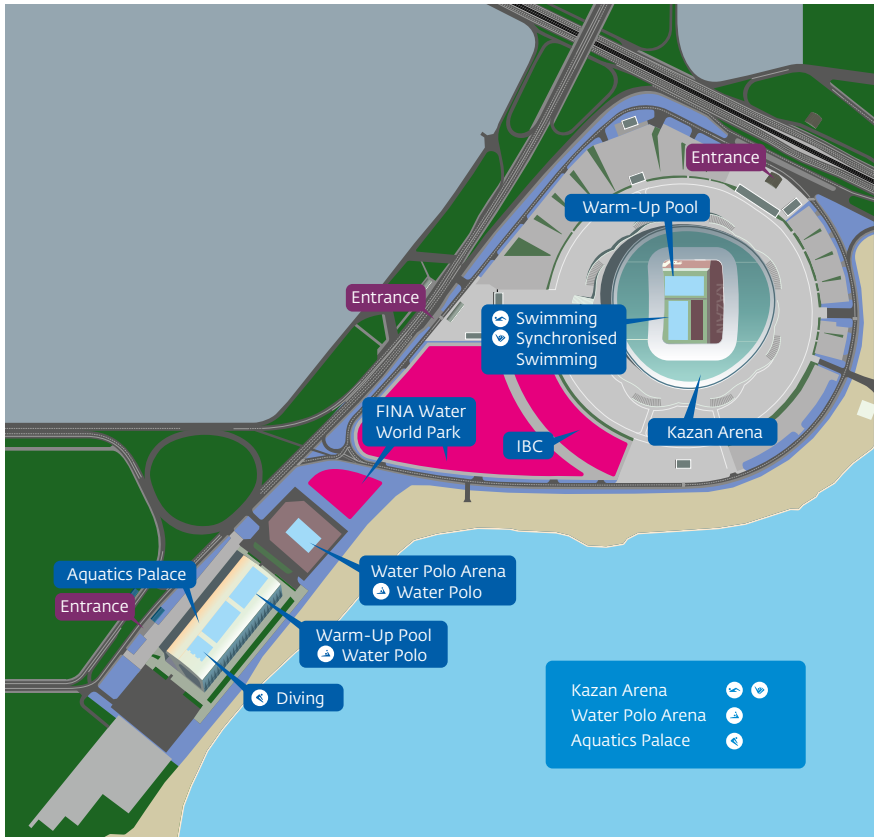 Entrance
Warm-Up Pool
Entrance
Swimming
Synchronised
Swimming
KAZAN
FINA Water
World Park
IBC
Kazan Arena
Water Polo Arena
Water Polo
Aquatics Palace
Entrance
Warm-Up Pool
Water Polo
Diving
Kazan Arena
Water Polo Arena
Aquatics Palace